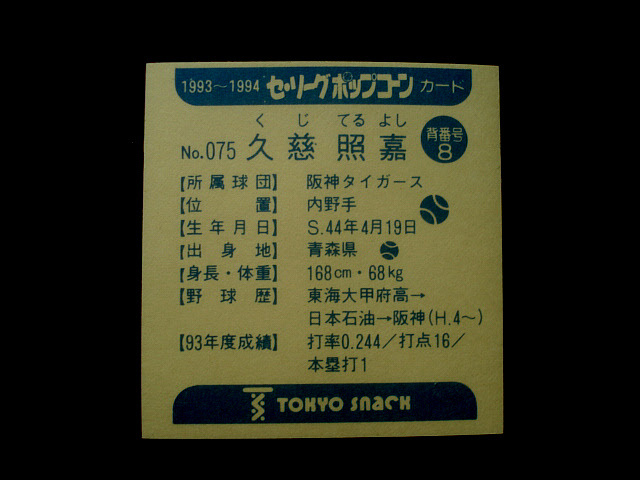 1993〜1994 セ・リーグポップコーン カード
く じ てる よし
No.075 久慈照嘉 背番号8
【所属球団】 阪神タイガース
【位置】 内野手
【生年月日】 S.44年4月19日
【出身地】 青森県
【身長・体重】 168cm・68kg
【野球歴】 東海大甲府高→
日本石油→阪神(H.4〜)
【93年度成績】 打率0.244／打点16／
本塁打1
TOKYO SNACK